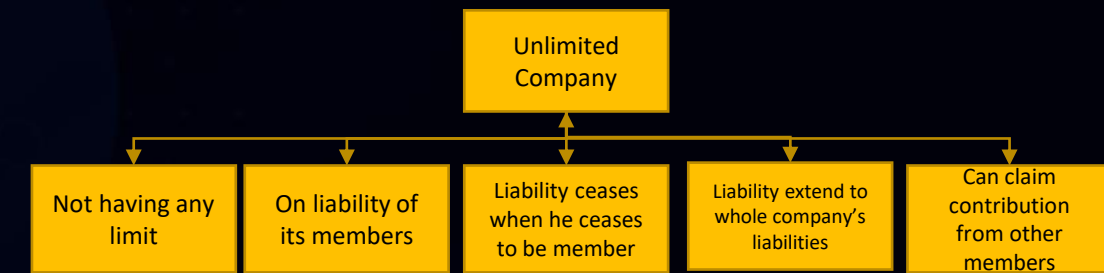 Unlimited
Company
Not having any
limit
On liability of
its members
Liability ceases
when he ceases
to be member
Liability extend to
whole company’s
liabilities
Can claim
contribution
from other
members